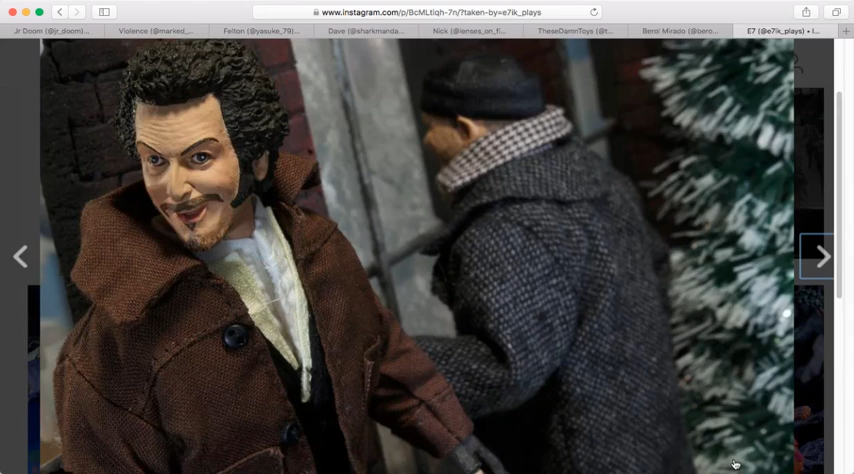 www.instagram.com/p/BcMLtiqh-7n/?taken-by=e7ik_plays
Jr Doom (@jr_doom)...
Violence (@marked_...
Felton (@yasuke_79)...
Dave (@sharkmanda...
Nick (@lenses_on_fi...
TheseDamnToys (@t...
Berol Mirado (@bero...
E7 (@e7ik_plays) • I...